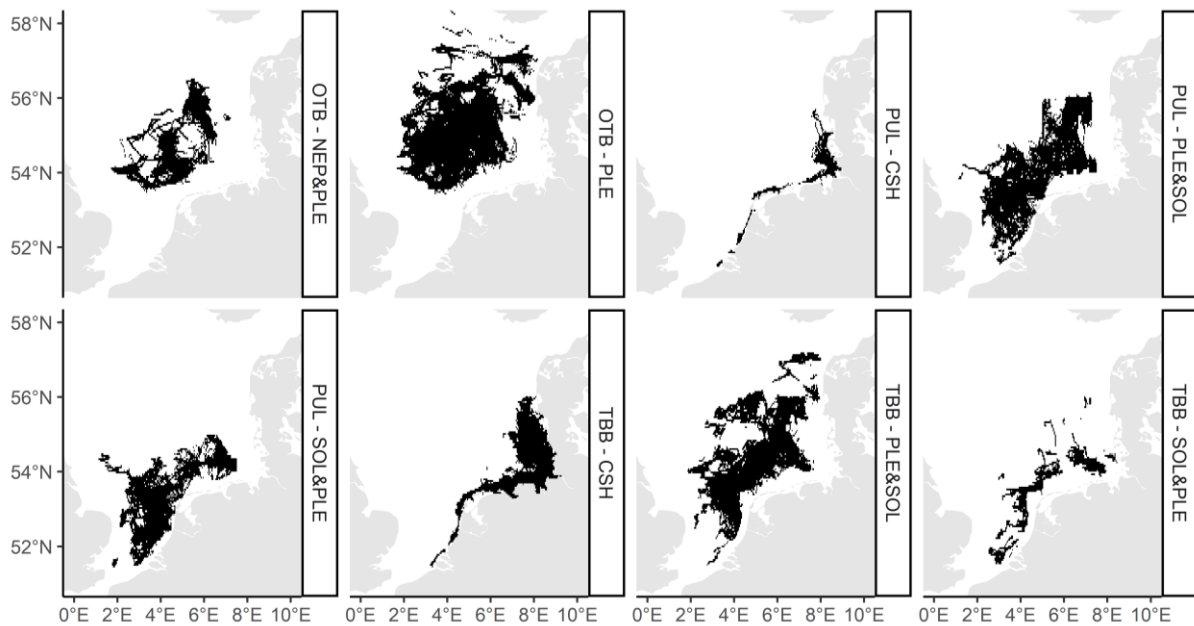 58°N
56°N
54°N
52°N
OTB - NEP&PLE
OTB - PLE
PUL - CSH
PUL - PLE&SOL
58°N
56°N
54°N
52°N
PUL - SOL&PLE
TBB - CSH
TBB - PLE&SOL
TBB - SOL&PLE
0°E 2°E 4°E 6°E 8°E 10°E 0°E 2°E 4°E 6°E 8°E 10°E 0°E 2°E 4°E 6°E 8°E 10°E 0°E 2°E 4°E 6°E 8°E 10°E